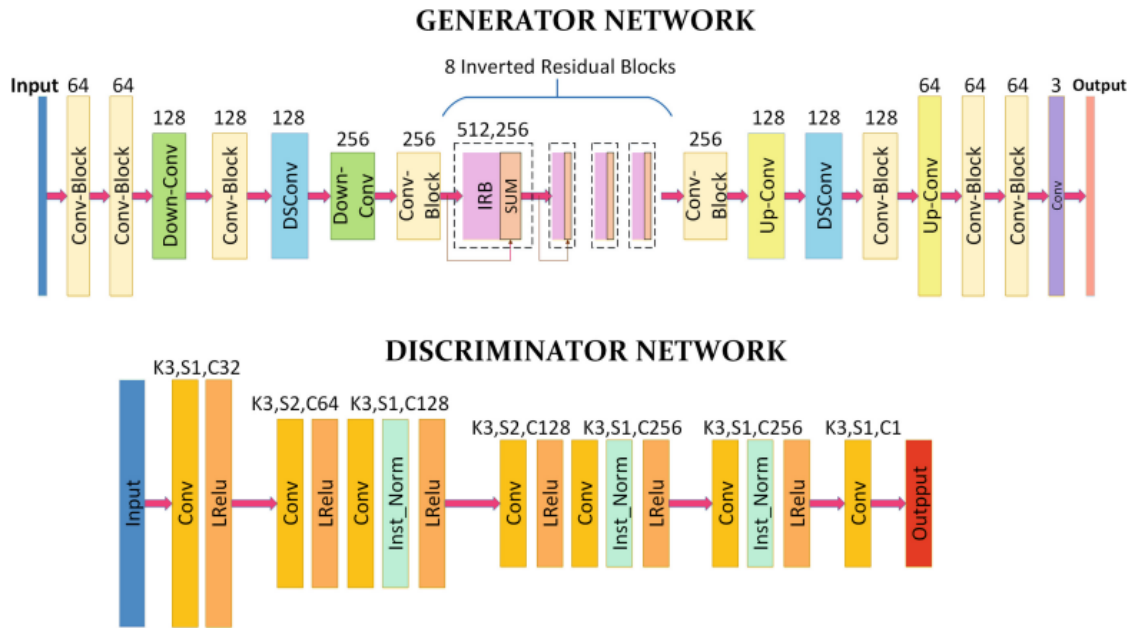 GENERATOR NETWORK
8 Inverted Residual Blocks
Input 64 64 64 64 64 3 Output
128 128 128 128 128 128
256 256 512,256 256
Conv-Block
Conv-Block
Down-Conv
Conv-Block
DSConv
Down-
Conv
Conv-
Block
IRB
SUM
Conv-
Block
Up-Conv
DSConv
Conv-Block
Up-Conv
Conv-Block
Conv-Block
Conv
DISCRIMINATOR NETWORK
K3,S1,C32
K3,S2,C64 K3,S1,C128
K3,S2,C128 K3,S1,C256 K3,S1,C256 K3,S1,C1
Input
Conv
LRelu
Conv
LRelu
Conv
Inst_Norm
LRelu
Conv
LRelu
Conv
Inst_Norm
LRelu
Conv
Inst_Norm
LRelu
Conv
Outpput